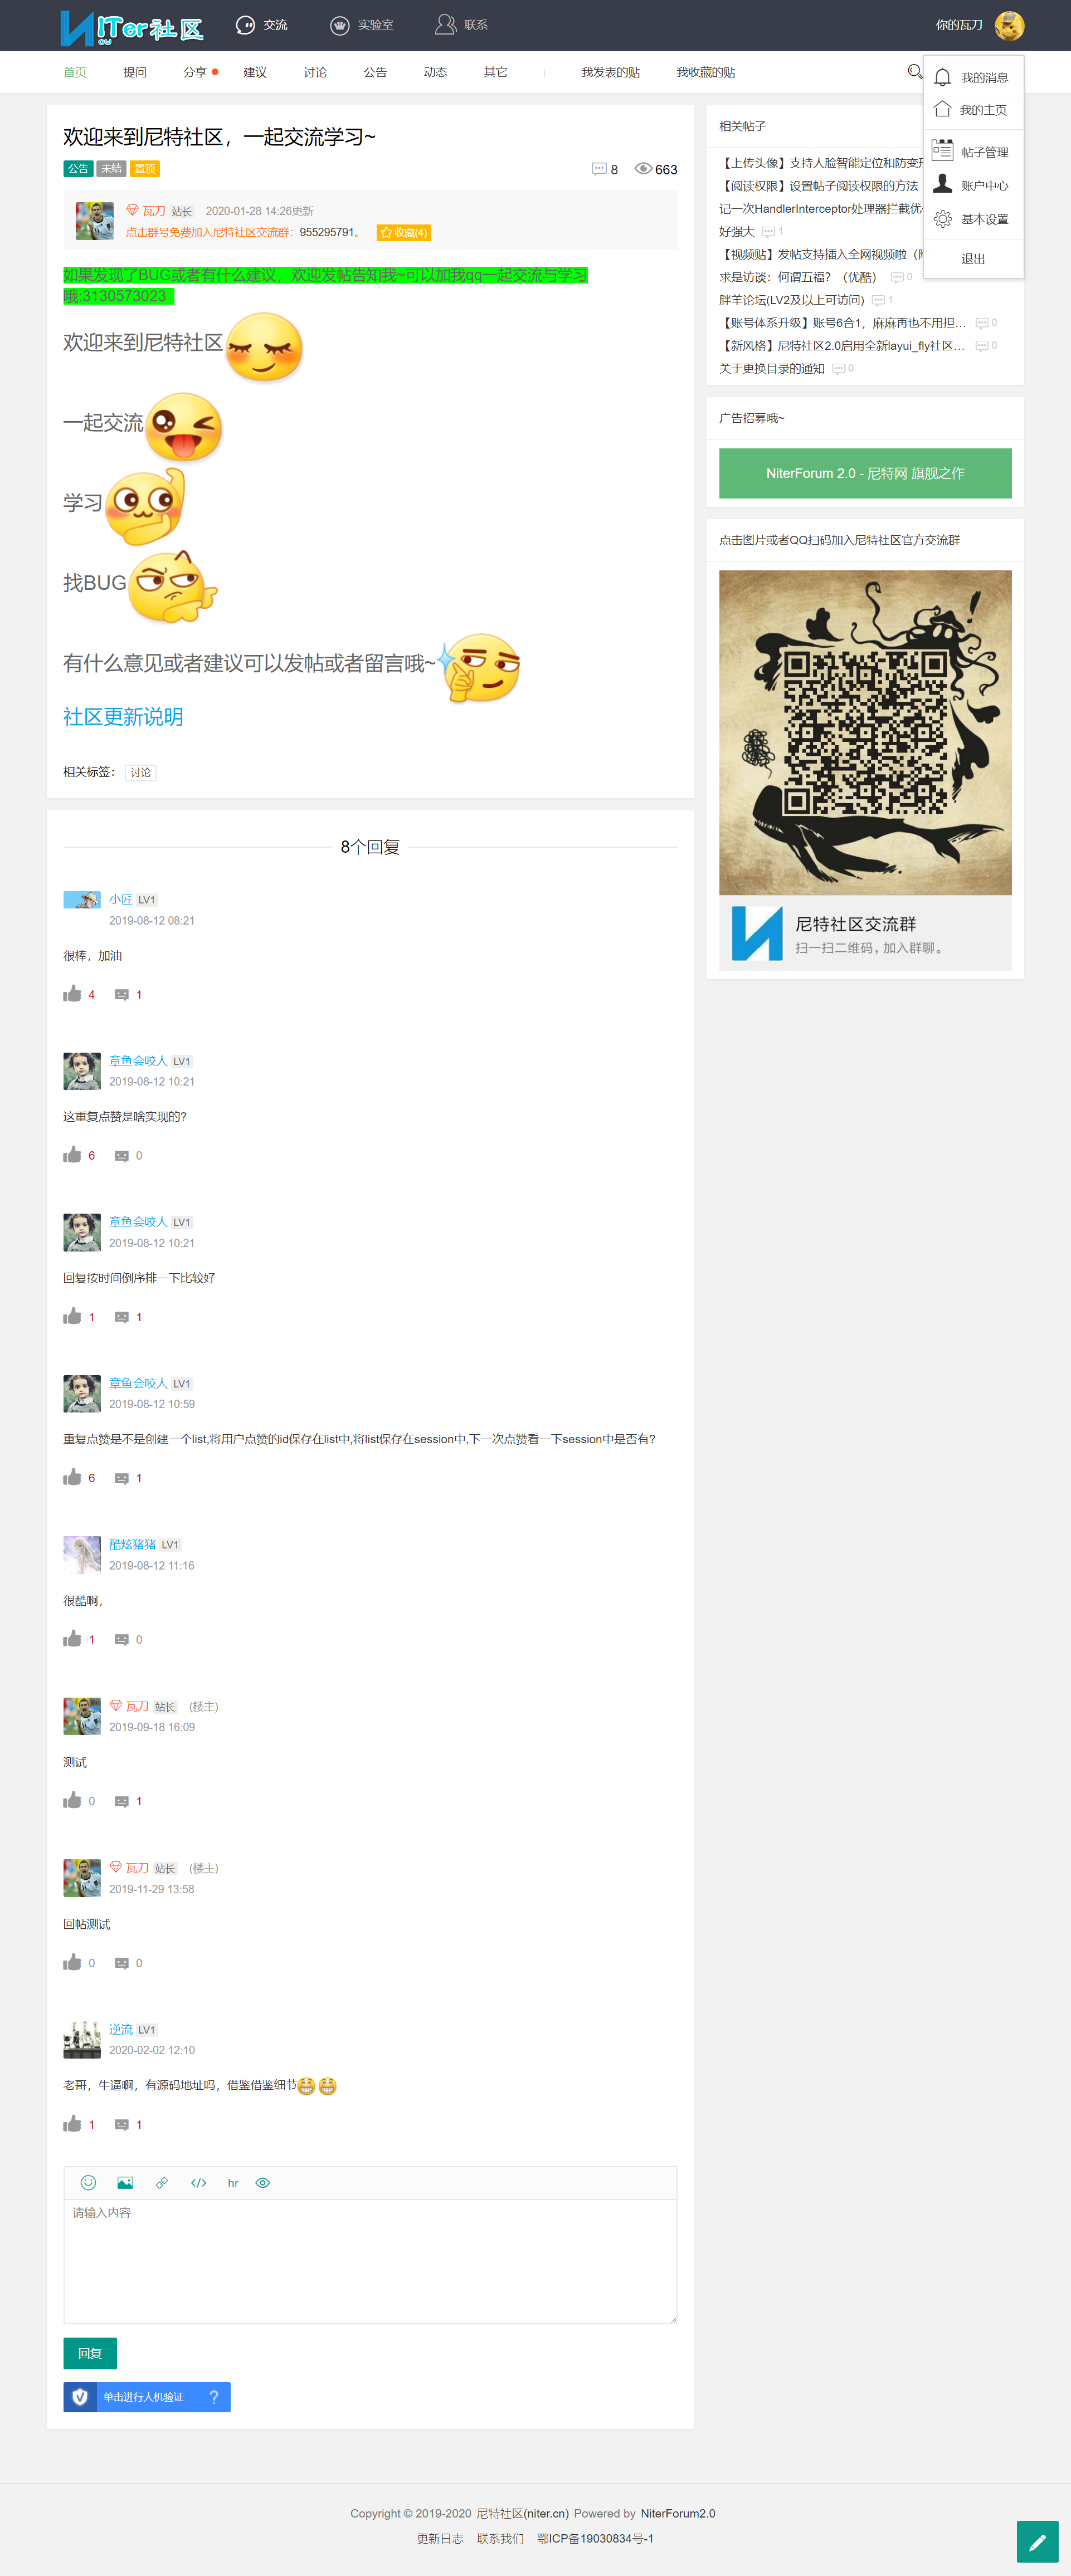 NITer社区
交流
实验室
联系
你的瓦刀
首页 提问 分享 建议 讨论 公告 动态 其它 我发表的贴 我收藏的贴
我的消息
我的主页
帖子管理
账户中心
基本设置
退出
欢迎来到尼特社区，一起交流学习~
公告 未结 置顶 8 663
瓦刀 站长 2020-01-28 14:26更新
点击群号免费加入尼特社区交流群：955295791。 收藏(4)
如果发现了BUG或者有什么建议，欢迎发帖告知我~可以加我qq一起交流与学习
哦:3130573023
欢迎来到尼特社区
一起交流
学习
找BUG
有什么意见或者建议可以发帖或者留言哦~
社区更新说明
相关标签： 讨论
8个回复
小匠 LV1
2019-08-12 08:21
很棒，加油
4 1
章鱼会咬人 LV1
2019-08-12 10:21
这重复点赞是啥实现的?
6 0
章鱼会咬人 LV1
2019-08-12 10:21
回复按时间倒序排一下比较好
1 1
章鱼会咬人 LV1
2019-08-12 10:59
重复点赞是不是创建一个list,将用户点赞的id保存在list中,将list保存在session中,下一次点赞看一下session中是否有?
6 1
酷炫猪猪 LV1
2019-08-12 11:16
很酷啊，
1 0
瓦刀 站长 (楼主)
2019-09-18 16:09
测试
0 1
瓦刀 站长 (楼主)
2019-11-29 13:58
回帖测试
0 0
逆流 LV1
2020-02-02 12:10
老哥，牛逼啊，有源码地址吗，借鉴借鉴细节
1 1
hr
请输入内容
回复
单击进行人机验证 ?
相关帖子
【上传头像】支持人脸智能定位和防变形
【阅读权限】设置帖子阅读权限的方法
记一次HandlerInterceptor处理器拦截优
好强大 1
【视频贴】发帖支持插入全网视频啦
求是访谈：何谓五福？（优酷） 0
胖羊论坛(LV2及以上可访问) 1
【账号体系升级】账号6合1，麻麻再也不用担... 0
【新风格】尼特社区2.0启用全新layui_fly社区... 0
关于更换目录的通知 0
广告招募哦~
NiterForum 2.0 - 尼特网 旗舰之作
点击图片或者QQ扫码加入尼特社区官方交流群
尼特社区交流群
扫一扫二维码，加入群聊。
Copyright © 2019-2020 尼特社区(niter.cn) Powered by NiterForum2.0
更新日志 联系我们 鄂ICP备19030834号-1